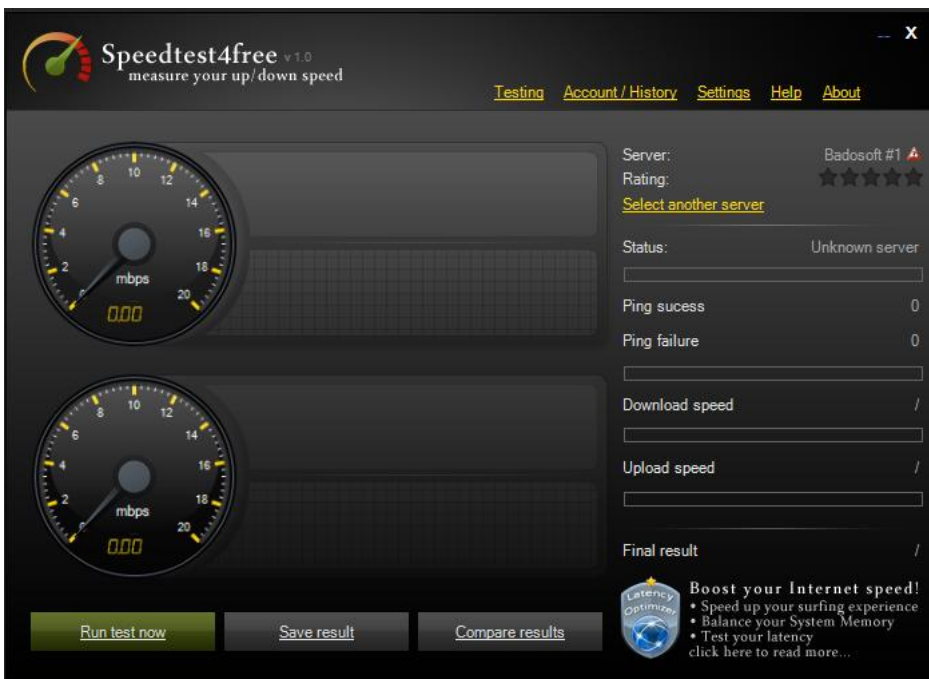 Speedtest4free v 1.0
measure your up/down speed
-- X
Testing Account / History Settings Help About
0 2 4 6 8 10 12 14 16 18 20
mbps
0.00
Server: Badosoft #1
Rating:
Select another server
Status: Unknown server
Ping sucess 0
Ping failure 0
Download speed /
Upload speed /
Final result /
0 2 4 6 8 10 12 14 16 18 20
mbps
0.00
Run test now Save result Compare results
Latency
Optimizer
Boost your Internet speed!
• Speed up your surfing experience
• Balance your System Memory
• Test your latency
click here to read more...